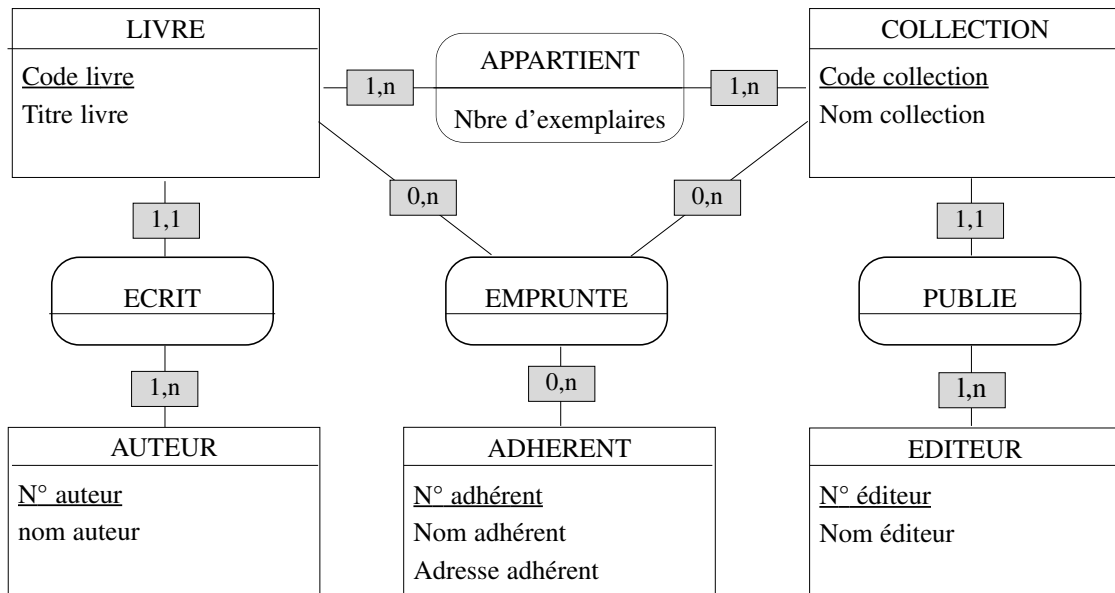 LIVRE
Code livre
Titre livre
1,n
APPARTIENT
Nbre d'exemplaires
1,n
COLLECTION
Code collection
Nom collection
0,n
0,n
1,1
1,1
ECRIT
EMPRUNTE
PUBLIE
1,n
0,n
l,n
AUTEUR
N° auteur
nom auteur
ADHERENT
N° adhérent
Nom adhérent
Adresse adhérent
EDITEUR
N° éditeur
Nom éditeur